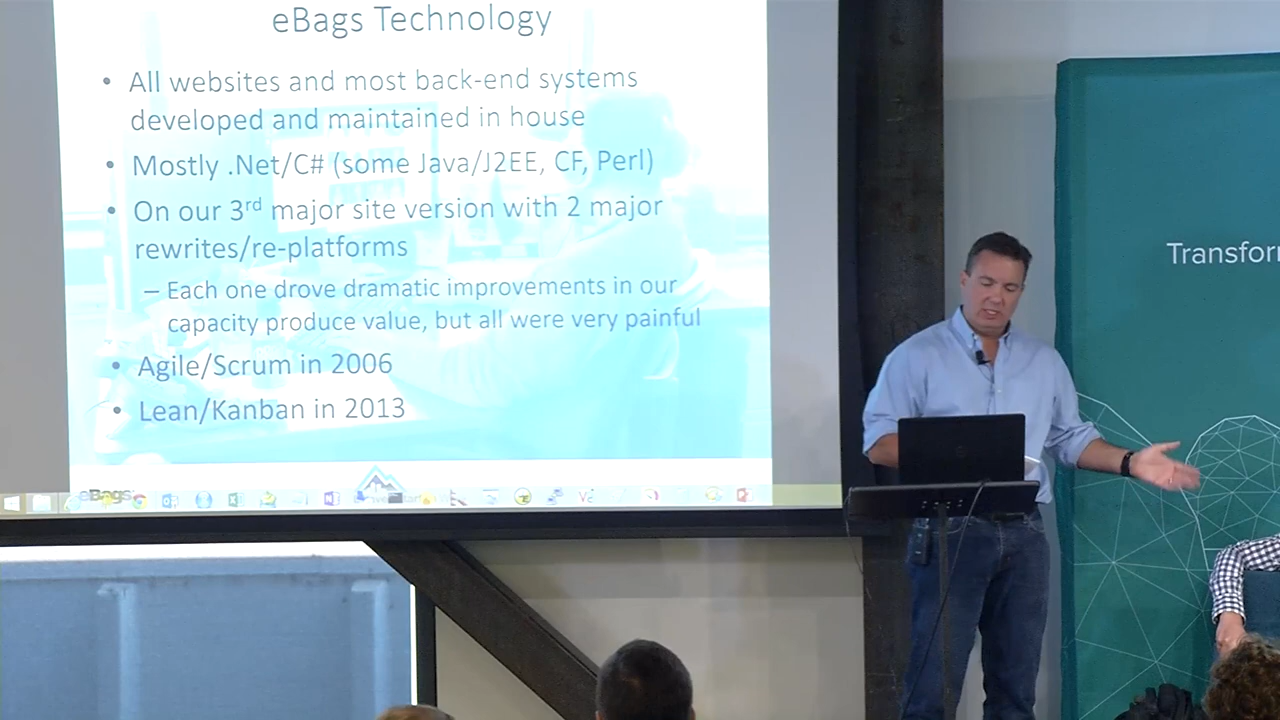 eBags Technology
• All websites and most back-end systems
developed and maintained in house
• Mostly .Net/C# (some Java/J2EE, CF, Perl)
• On our 3rd major site version with 2 major
rewrites/re-platforms
– Each one drove dramatic improvements in our
capacity produce value, but all were very painful
• Agile/Scrum in 2006
• Lean/Kanban in 2013
eBags
Transfor